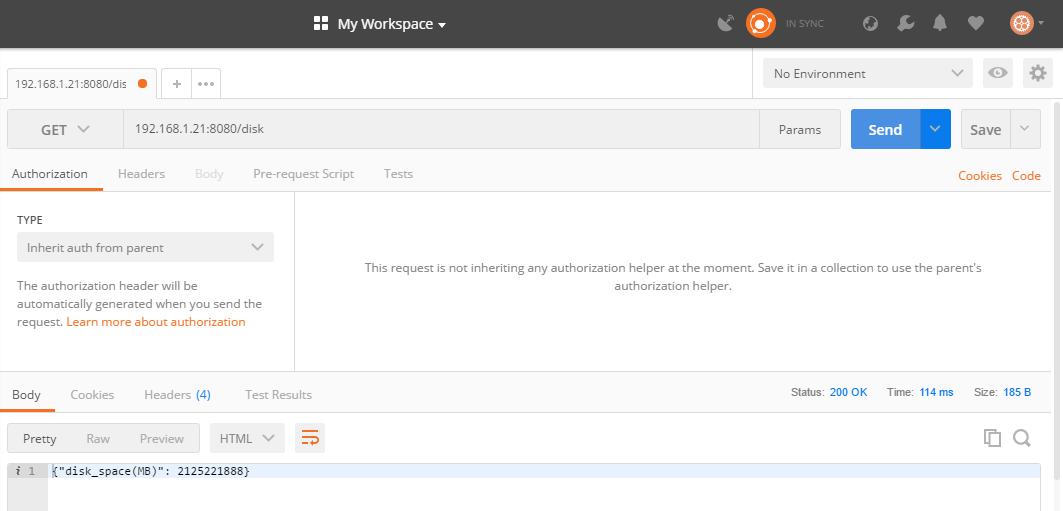 My Workspace
IN SYNC
192.168.1.21:8080/dis
No Environment
GET
192.168.1.21:8080/disk
Params
Send
Save
Authorization
Headers
Body
Pre-request Script
Tests
Cookies
Code
TYPE
Inherit auth from parent
The authorization header will be
automatically generated when you send the
request. Learn more about authorization
This request is not inheriting any authorization helper at the moment. Save it in a collection to use the parent's
authorization helper.
Body
Cookies
Headers (4)
Test Results
Status: 200 OK
Time: 114 ms
Size: 185 B
Pretty
Raw
Preview
HTML
i 1
{"disk_space(MB)": 2125221888}